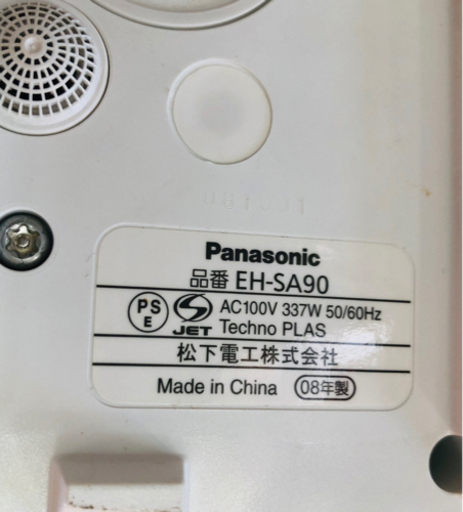 Panasonic
品番 EH-SA90
PS
E
AC100V 337W 50/60Hz
JET Techno PLAS
松下電工株式会社
Made in China 08年製